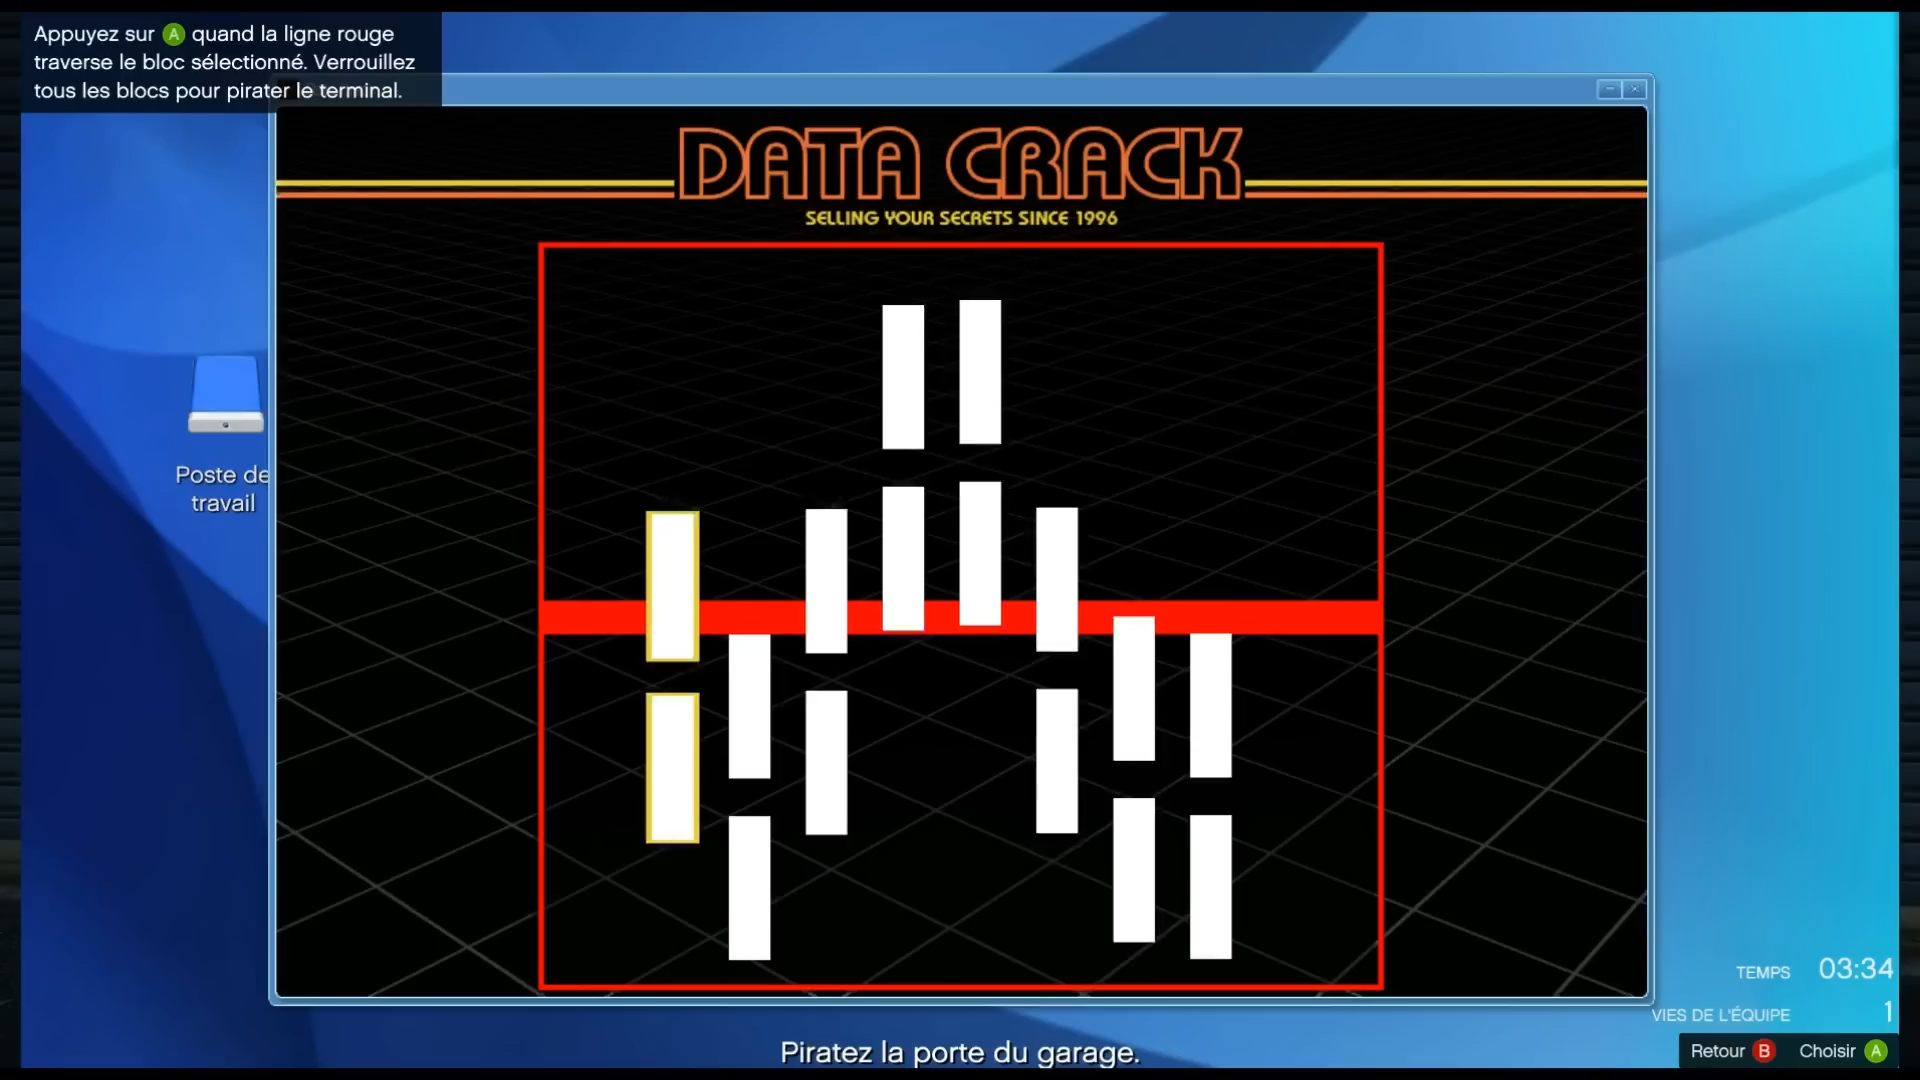 Appuyez sur A quand la ligne rouge
traverse le bloc sélectionné. Verrouillez
tous les blocs pour pirater le terminal.
DATA CRACK
SELLING YOUR SECRETS SINCE 1996
Poste de
travail
TEMPS 03:34
VIES DE L'ÉQUIPE 1
Piratez la porte du garage.
Retour B Choisir A